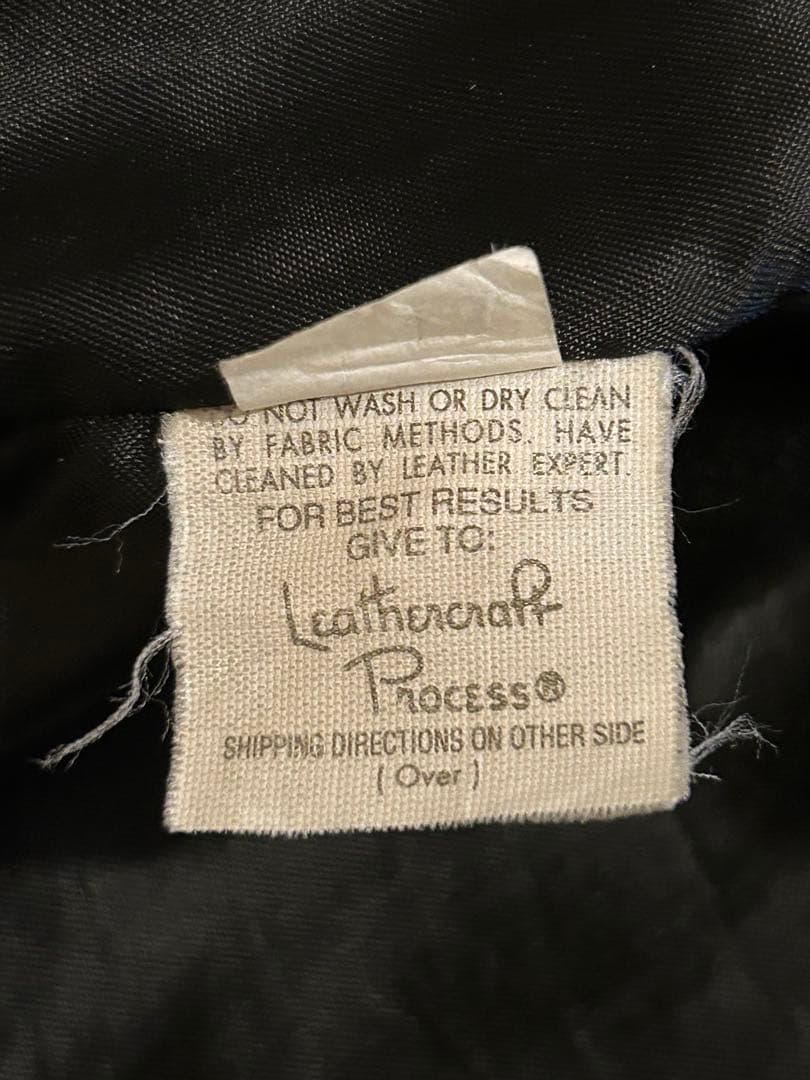 DO NOT WASH OR DRY CLEAN
BY FABRIC METHODS. HAVE
CLEANED BY LEATHER EXPERT.
FOR BEST RESULTS
GIVE TO:
Leathercraft
Process®
SHIPPING DIRECTIONS ON OTHER SIDE
( Over )